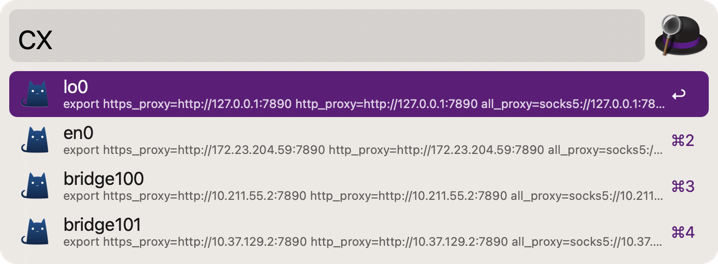 CX
lo0
export https_proxy=http://127.0.0.1:7890 http_proxy=http://127.0.0.1:7890 all_proxy=socks5://127.0.0.1:78...
↩
en0
export https_proxy=http://172.23.204.59:7890 http_proxy=http://172.23.204.59:7890 all_proxy=socks5:/...
⌘2
bridge100
export https_proxy=http://10.211.55.2:7890 http_proxy=http://10.211.55.2:7890 all_proxy=socks5://10.211...
⌘3
bridge101
export https_proxy=http://10.37.129.2:7890 http_proxy=http://10.37.129.2:7890 all_proxy=socks5://10.37....
⌘4